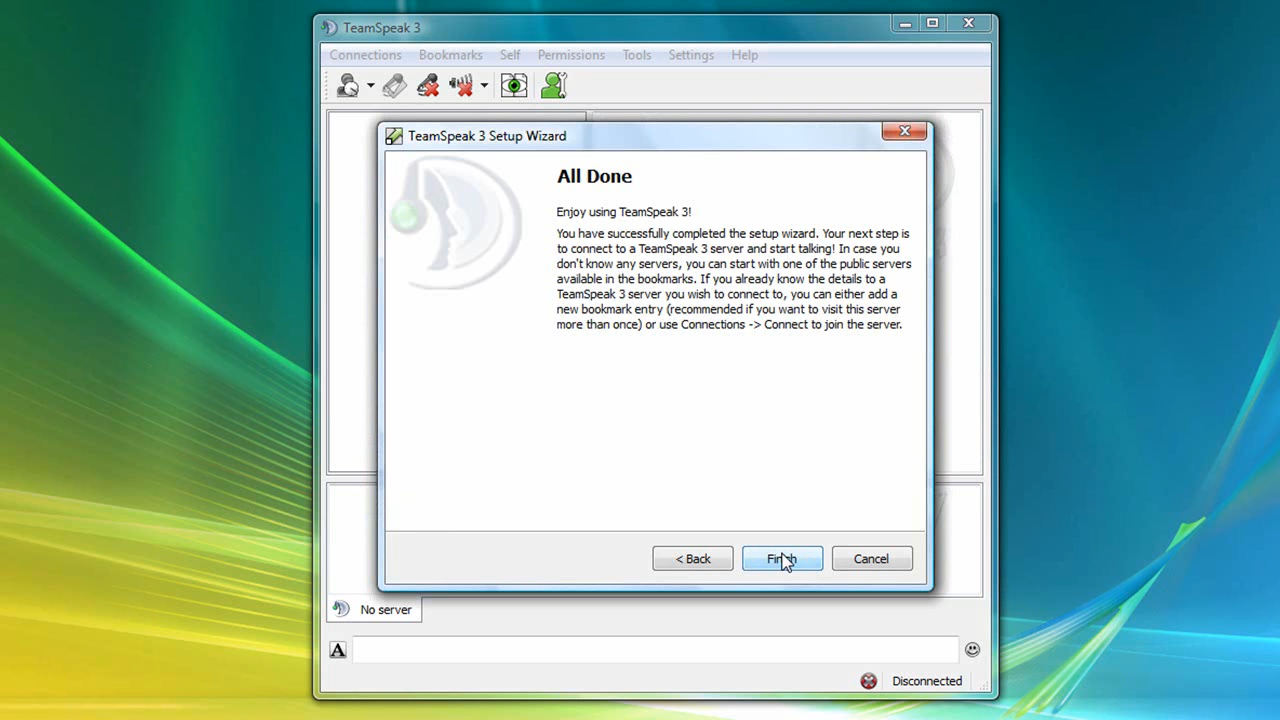 TeamSpeak 3
Connections Bookmarks Self Permissions Tools Settings Help
TeamSpeak 3 Setup Wizard
All Done
Enjoy using TeamSpeak 3!
You have successfully completed the setup wizard. Your next step is
to connect to a TeamSpeak 3 server and start talking! In case you
don't know any servers, you can start with one of the public servers
available in the bookmarks. If you already know the details to a
TeamSpeak 3 server you wish to connect to, you can either add a
new bookmark entry (recommended if you want to visit this server
more than once) or use Connections -> Connect to join the server.
< Back Finish Cancel
No server
A
Disconnected